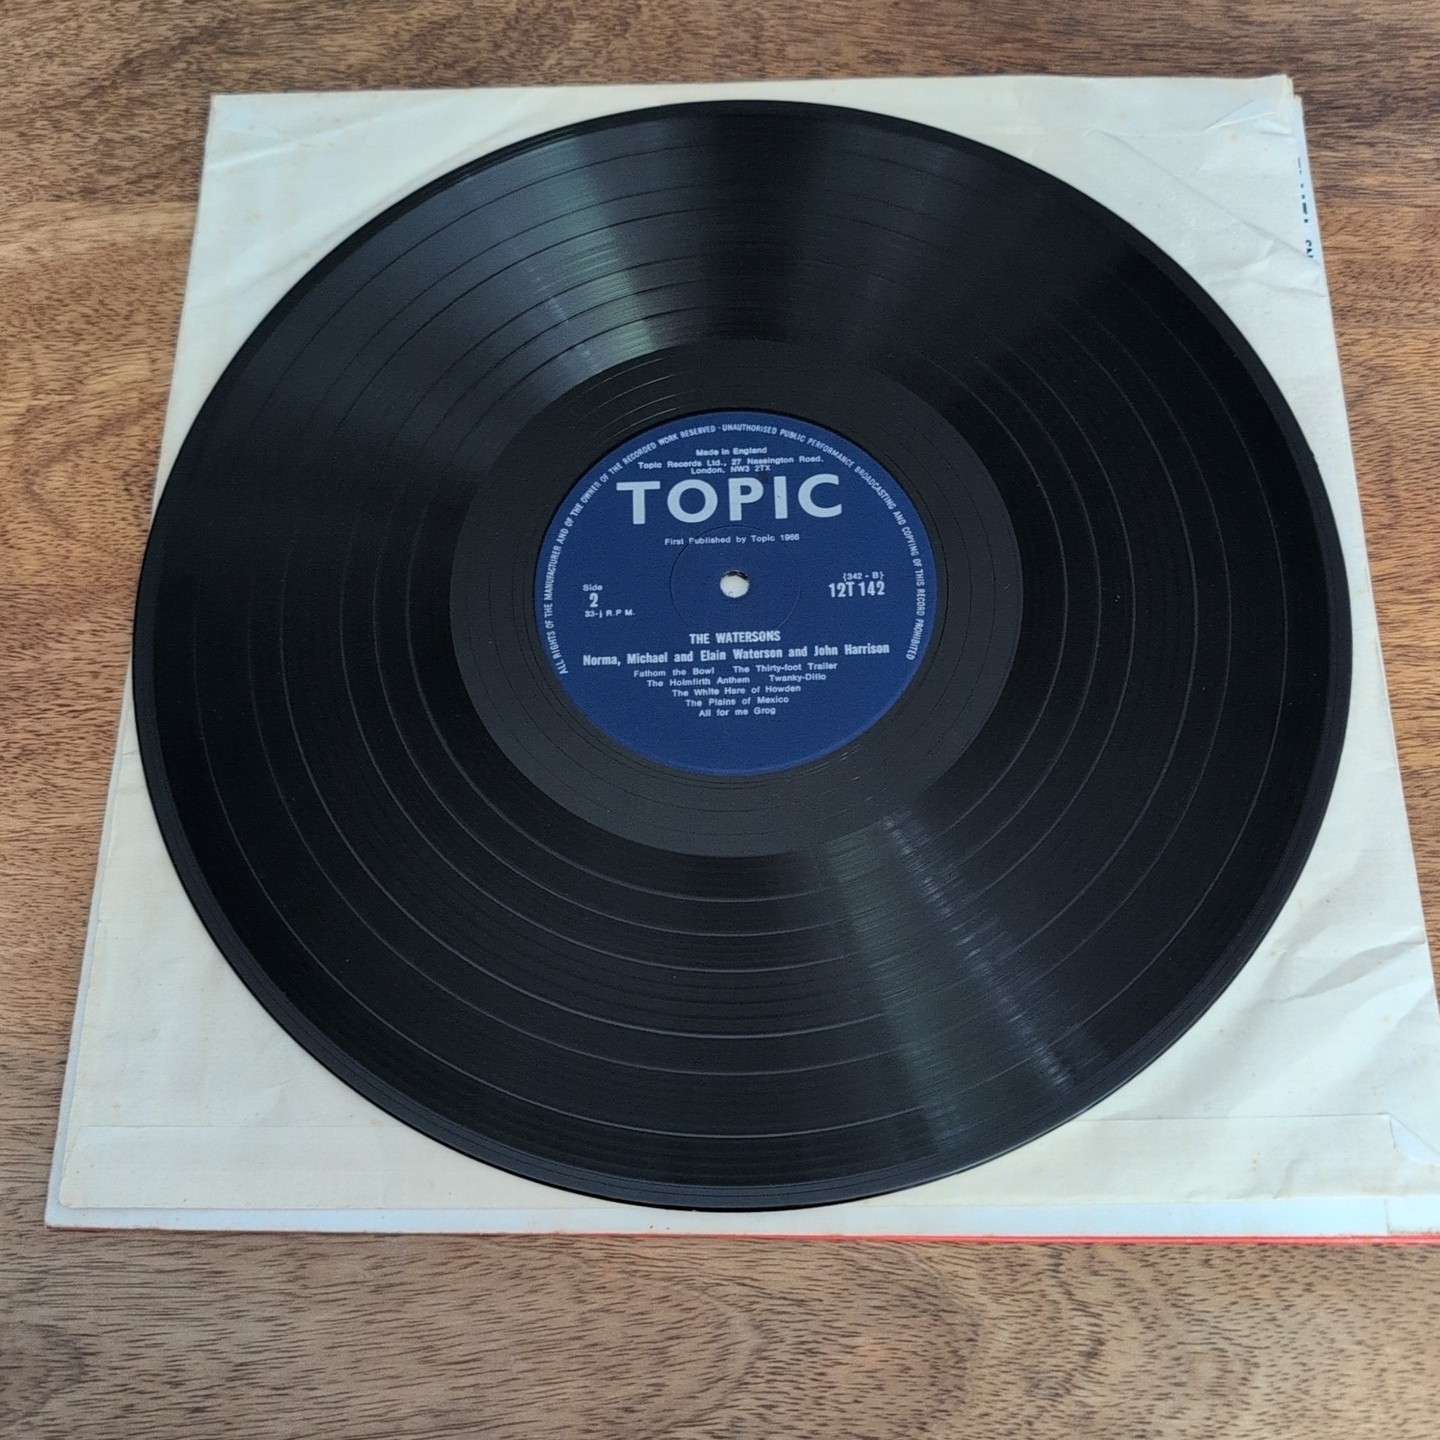 ALL RIGHTS OF THE MANUFACTURER AND OF THE OWNER OF THE RECORDED WORK RESERVED · UNAUTHORISED PUBLIC PERFORMANCE BROADCASTING AND COPYING OF THIS RECORD PROHIBITED
Made in England
Topic Records Ltd., 27 Nassington Road,
London, NW3 2TX
TOPIC
First Published by Topic 1966
Side
2
33-⅓ R.P M.
(342 - B)
12T142
THE WATERSONS
Norma, Michael and Elain Waterson and John Harrison
Fathom the Bowl The Thirty-foot Trailer
The Holmfirth Anthem Twanky-Dillo
The White Hare of Howden
The Plains of Mexico
All for me Grog